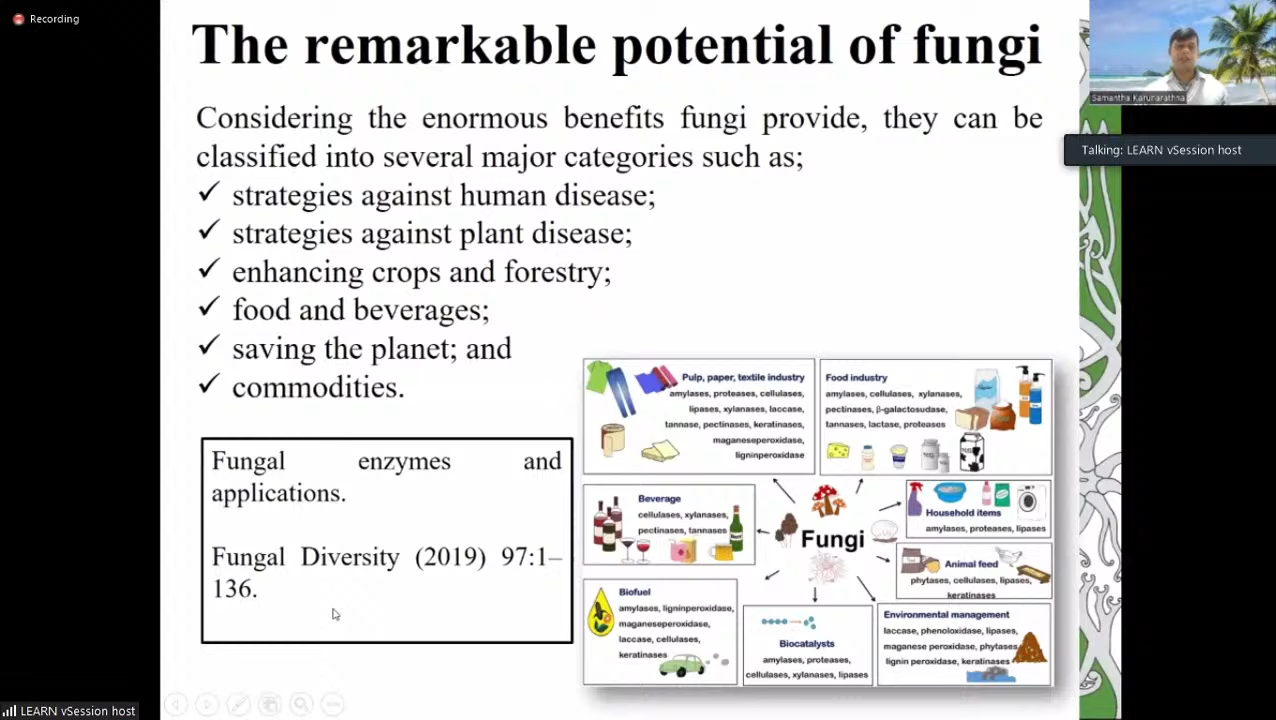 Recording
The remarkable potential of fungi
Samantha Karunarathna
Talking: LEARN vSession host
Considering the enormous benefits fungi provide, they can be
classified into several major categories such as;
✓ strategies against human disease;
✓ strategies against plant disease;
✓ enhancing crops and forestry;
✓ food and beverages;
✓ saving the planet; and
✓ commodities.
Fungal enzymes and
applications.
Fungal Diversity (2019) 97:1–
136.
Pulp, paper, textile industry
amylases, proteases, cellulases,
lipases, xylanases, laccase,
tannase, pectinases, keratinases,
maganeseperoxidase,
ligninperoxidase
Food industry
amylases, cellulases, xylanases,
pectinases, β-galactosudase,
tannases, lactase, proteases
Beverage
cellulases, xylanases,
pectinases, tannases
Fungi
Household items
amylases, proteases, lipases
Animal feed
phytases, cellulases, lipases,
keratinases
Biofuel
amylases, ligninperoxidase,
maganeseperoxidase,
laccase, cellulases,
keratinases
Biocatalysts
amylases, proteases,
cellulases, xylanases, lipases
Environmental management
laccase, phenoloxidase, lipases,
manganese peroxidase, phytases,
lignin peroxidase, keratinases
LEARN vSession host